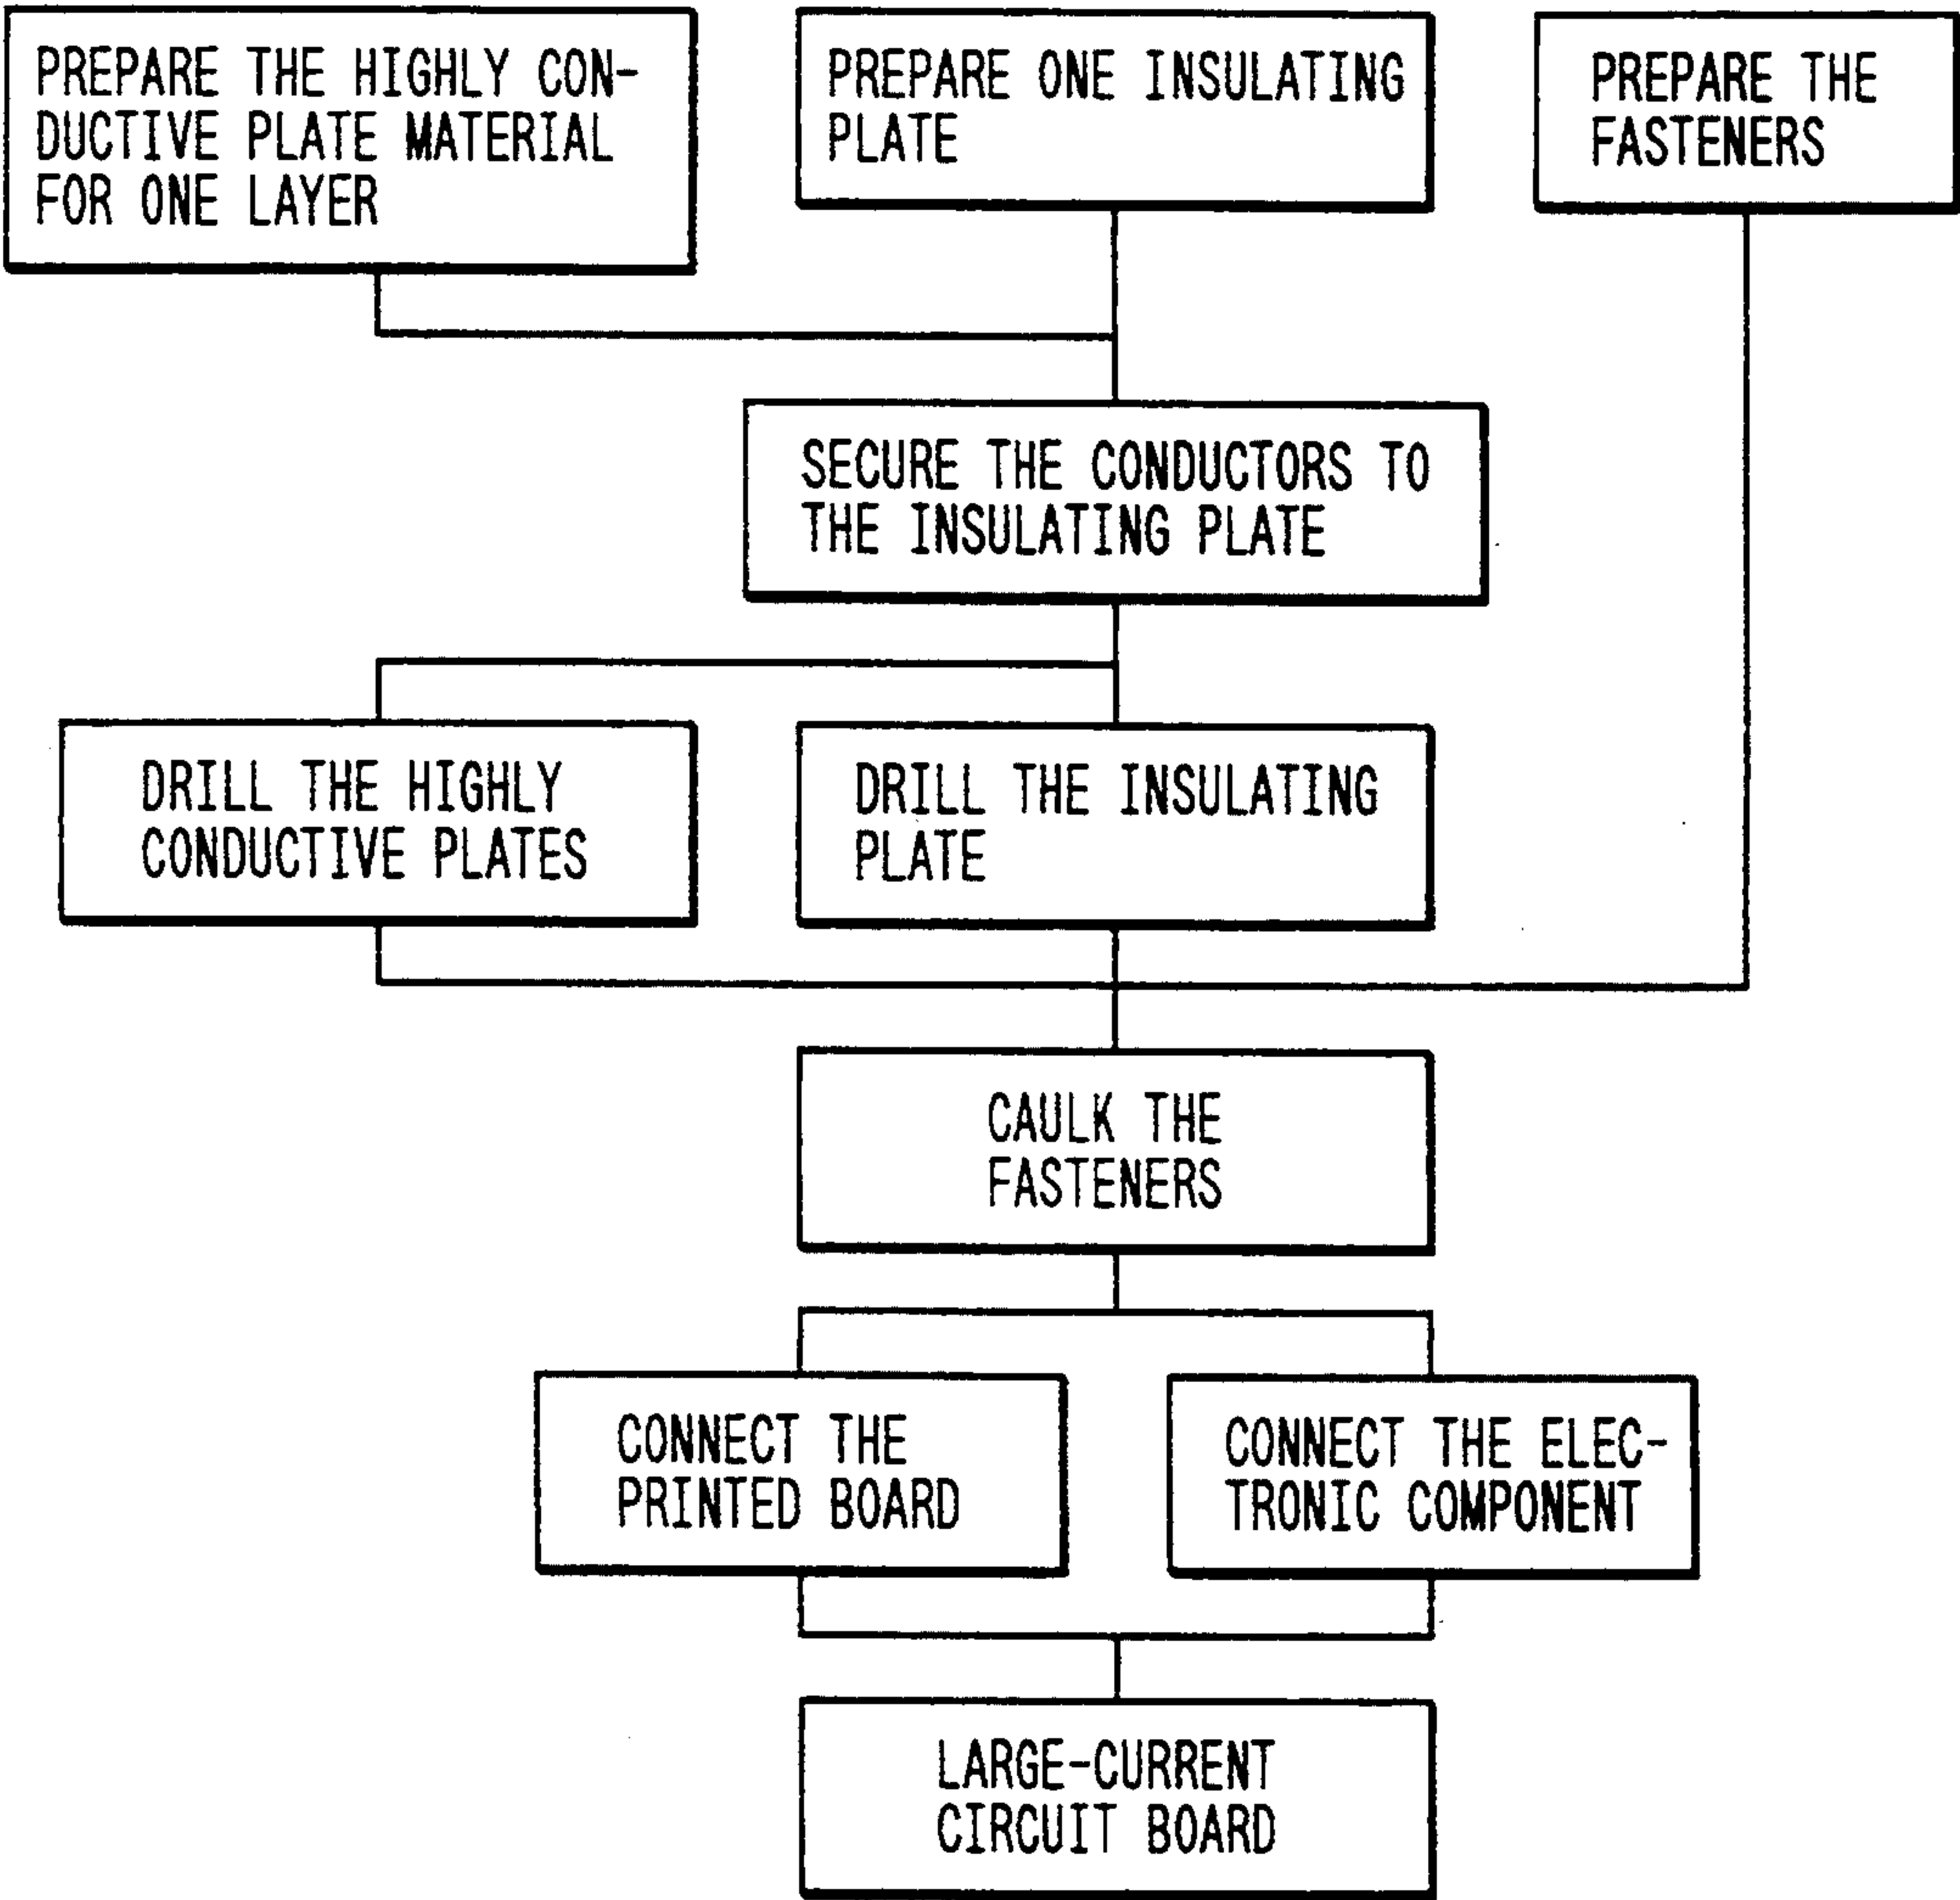 PREPARE THE HIGHLY CON-
DUCTIVE PLATE MATERIAL
FOR ONE LAYER
PREPARE ONE INSULATING
PLATE
PREPARE THE
FASTENERS
SECURE THE CONDUCTORS TO
THE INSULATING PLATE
DRILL THE HIGHLY
CONDUCTIVE PLATES
DRILL THE INSULATING
PLATE
CAULK THE
FASTENERS
CONNECT THE
PRINTED BOARD
CONNECT THE ELEC-
TRONIC COMPONENT
LARGE-CURRENT
CIRCUIT BOARD